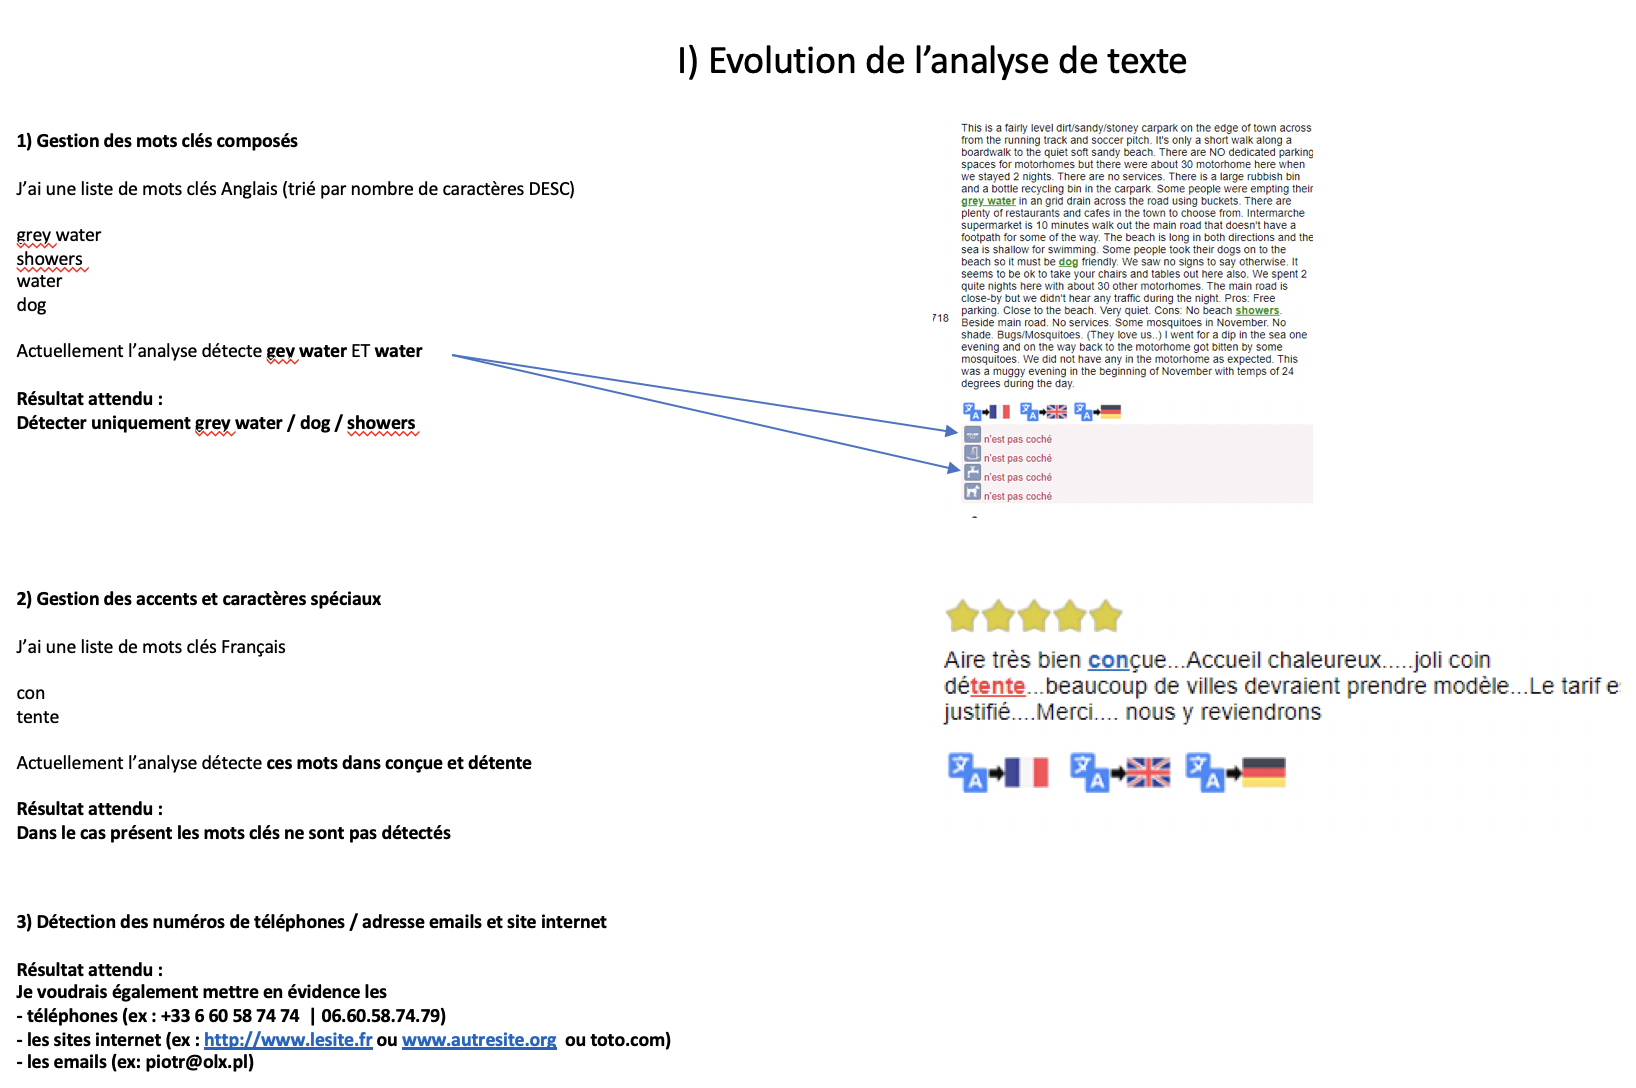 I) Evolution de l’analyse de texte
1) Gestion des mots clés composés
J’ai une liste de mots clés Anglais (trié par nombre de caractères DESC)
grey water
showers
water
dog
Actuellement l’analyse détecte gey water ET water
Résultat attendu :
Détecter uniquement grey water / dog / showers
This is a fairly level dirt/sandy/stoney carpark on the edge of town across
from the running track and soccer pitch. It's only a short walk along a
boardwalk to the quiet soft sandy beach. There are NO dedicated parking
spaces for motorhomes but there were about 30 motorhome here when
we stayed 2 nights. There are no services. There is a large rubbish bin
and a bottle recycling bin in the carpark. Some people were empting their
grey water in an grid drain across the road using buckets. There are
plenty of restaurants and cafes in the town to choose from. Intermarche
supermarket is 10 minutes walk out the main road that doesn't have a
footpath for some of the way. The beach is long in both directions and the
sea is shallow for swimming. Some people took their dogs on to the
beach so it must be dog friendly. We saw no signs to say otherwise. It
seems to be ok to take your chairs and tables out here also. We spent 2
quite nights here with about 30 other motorhomes. The main road is
close-by but we didn't hear any traffic during the night. Pros: Free
parking. Close to the beach. Very quiet. Cons: No beach showers.
718
Beside main road. No services. Some mosquitoes in November. No
shade. Bugs/Mosquitoes. (They love us..) I went for a dip in the sea one
evening and on the way back to the motorhome got bitten by some
mosquitoes. We did not have any in the motorhome as expected. This
was a muggy evening in the beginning of November with temps of 24
degrees during the day.
n'est pas coché
n'est pas coché
n'est pas coché
n'est pas coché
2) Gestion des accents et caractères spéciaux
J’ai une liste de mots clés Français
con
tente
Actuellement l’analyse détecte ces mots dans conçue et détente
Résultat attendu :
Dans le cas présent les mots clés ne sont pas détectés
Aire très bien conçue...Accueil chaleureux.....joli coin
détente...beaucoup de villes devraient prendre modèle...Le tarif e
justifié....Merci.... nous y reviendrons
3) Détection des numéros de téléphones / adresse emails et site internet
Résultat attendu :
Je voudrais également mettre en évidence les
- téléphones (ex : +33 6 60 58 74 74 | 06.60.58.74.79)
- les sites internet (ex : http://www.lesite.fr ou www.autresite.org ou toto.com)
- les emails (ex: piotr@olx.pl)